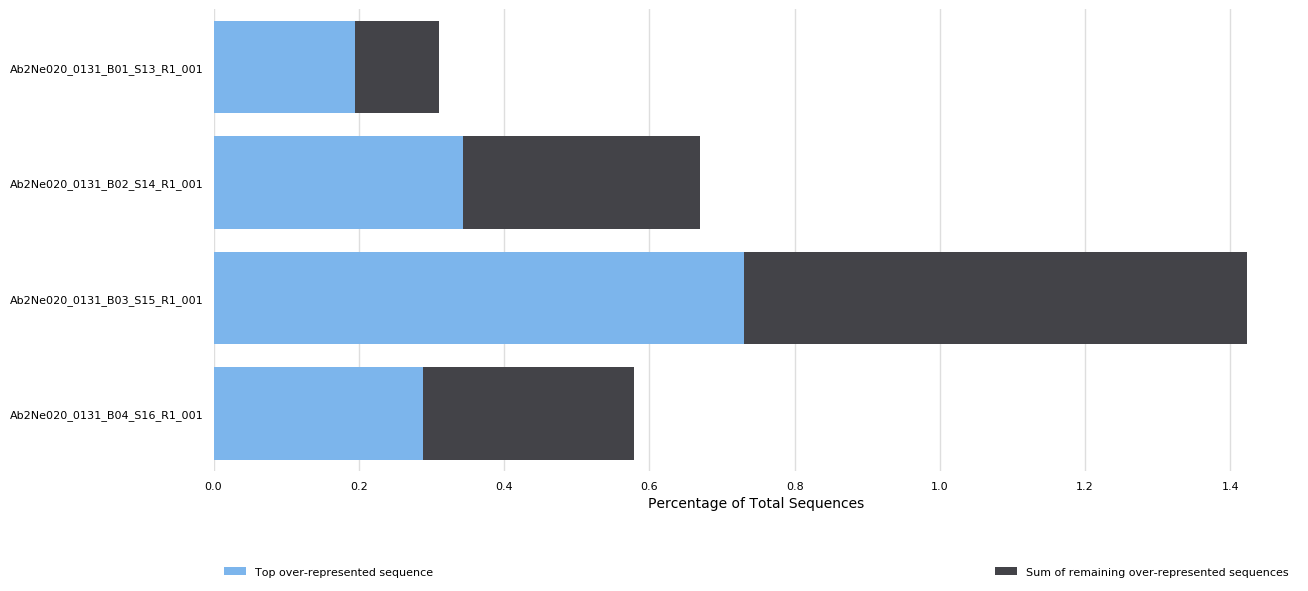 Ab2Ne020_0131_B01_S13_R1_001
Ab2Ne020_0131_B02_S14_R1_001
Ab2Ne020_0131_B03_S15_R1_001
Ab2Ne020_0131_B04_S16_R1_001
0.0 0.2 0.4 0.6 0.8 1.0 1.2 1.4
Percentage of Total Sequences
Top over-represented sequence Sum of remaining over-represented sequences